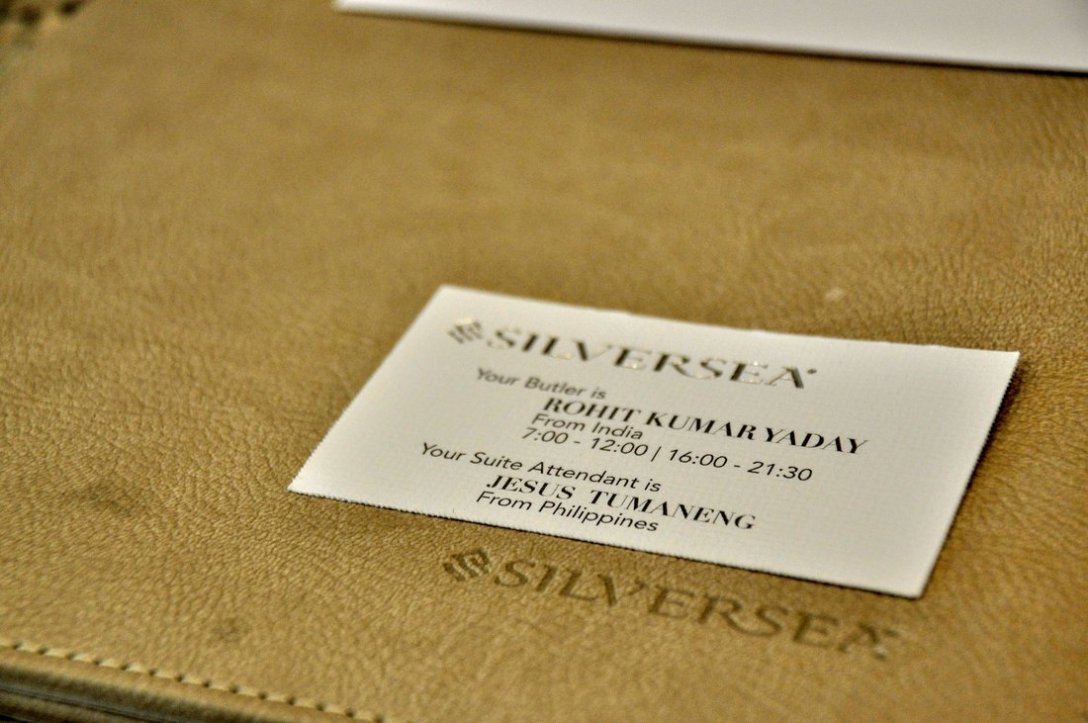 SILVERSEA®
Your Butler is
ROHIT KUMAR YADAY
From India
7:00 - 12:00 | 16:00 - 21:30
Your Suite Attendant is
JESUS TUMANENG
From Philippines
SILVERSEA